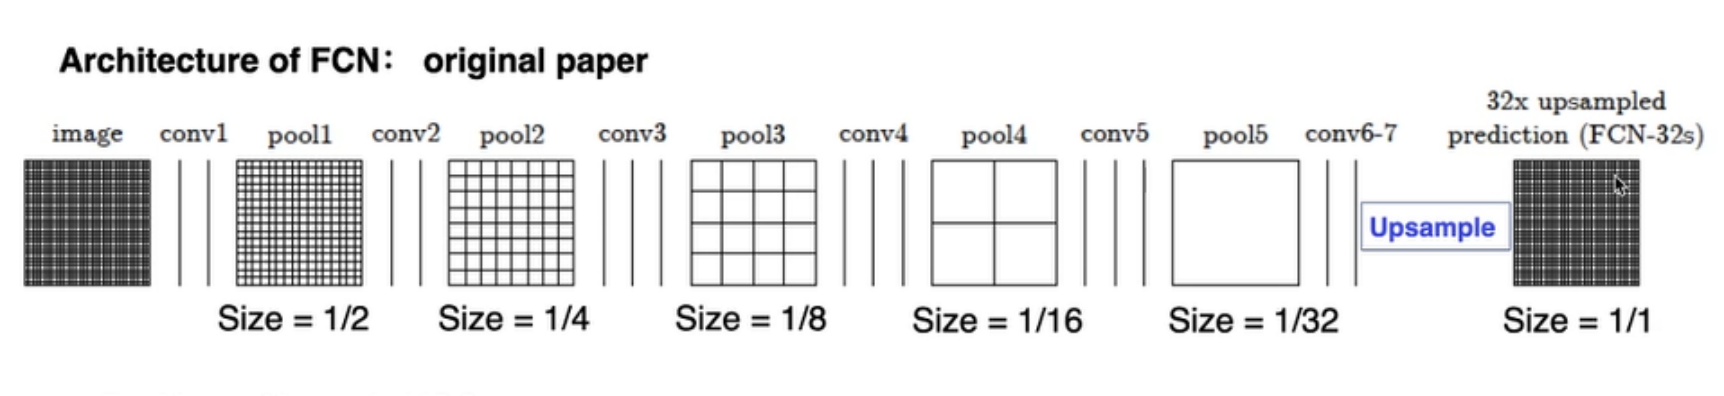 Architecture of FCN： original paper
32x upsampled
image conv1 pool1 conv2 pool2 conv3 pool3 conv4 pool4 conv5 pool5 conv6-7 prediction (FCN-32s)
Upsample
Size = 1/2 Size = 1/4 Size = 1/8 Size = 1/16 Size = 1/32 Size = 1/1